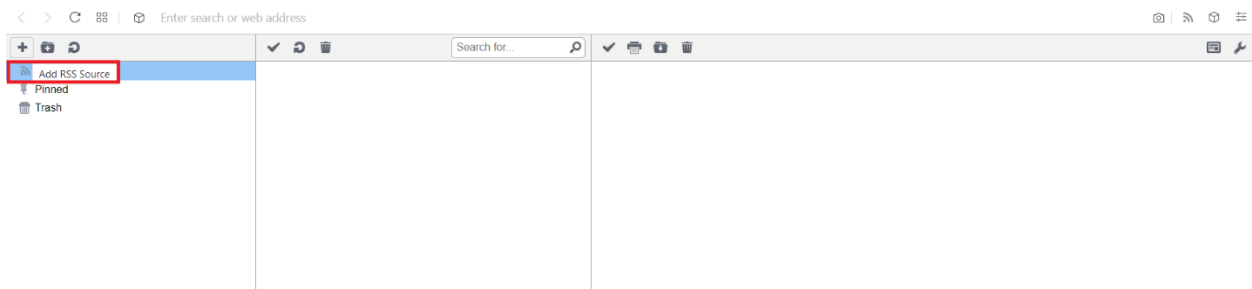 Enter search or web address
Search for...
Add RSS Source
Pinned
Trash